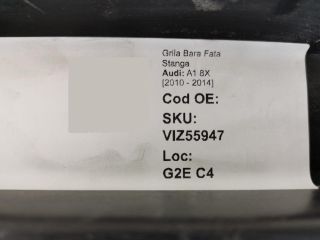 Grila Bara Fata
Stanga
Audi: A1 8X
[2010 - 2014]
Cod OE:
SKU:
VIZ55947
Loc:
G2E C4